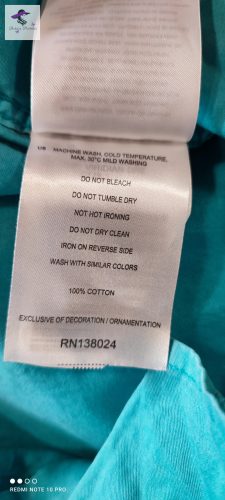 US MACHINE WASH, COLD TEMPERATURE,
MAX. 30°C MILD WASHING
DO NOT BLEACH
DO NOT TUMBLE DRY
NOT HOT IRONING
DO NOT DRY CLEAN
IRON ON REVERSE SIDE
WASH WITH SIMILAR COLORS
100% COTTON
EXCLUSIVE OF DECORATION / ORNAMENTATION
RN138024
REDMI NOTE 10 PRO